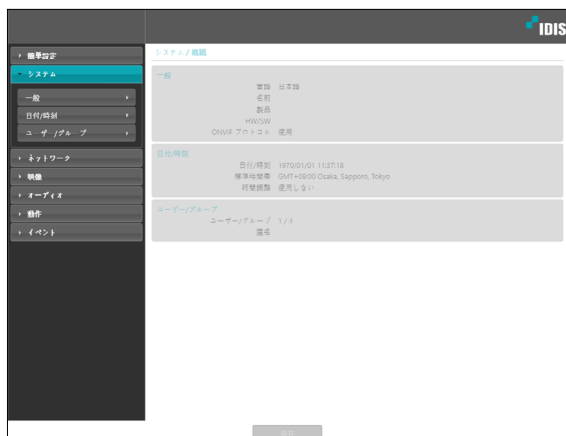 IDIS
簡単設定
システム
一般
日付/時刻
ユーザー/グループ
ネットワーク
映像
オーディオ
動作
イベント
システム / 概観
一般
言語 日本語
名前
製品
HW/SW
ONVIF プロトコル 使用
日付/時刻
日付/時刻 1970/01/01 11:37:18
標準時間帯 GMT+09:00 Osaka, Sapporo, Tokyo
時間調整 使用しない
ユーザー/グループ
ユーザー/グループ 1 / 1
匿名